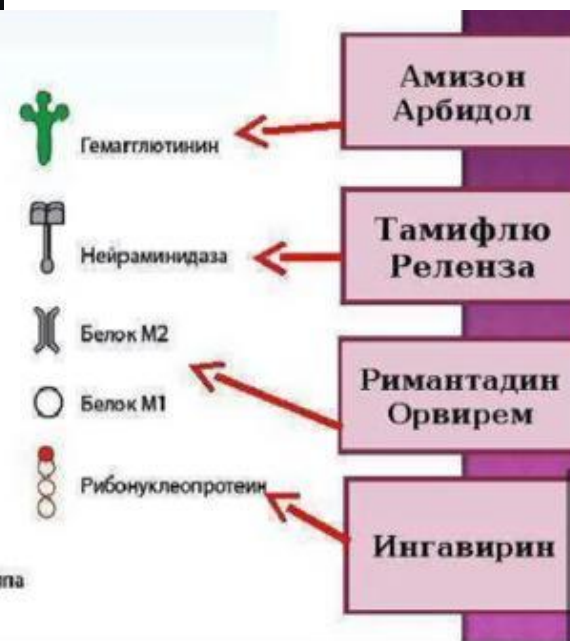 Амизон
Арбидол
Гемагглютинин
Тамифлю
Реленза
Нейраминидаза
Белок М2
Римантадин
Орвирем
Белок М1
Рибонуклеопротеин
Ингавирин